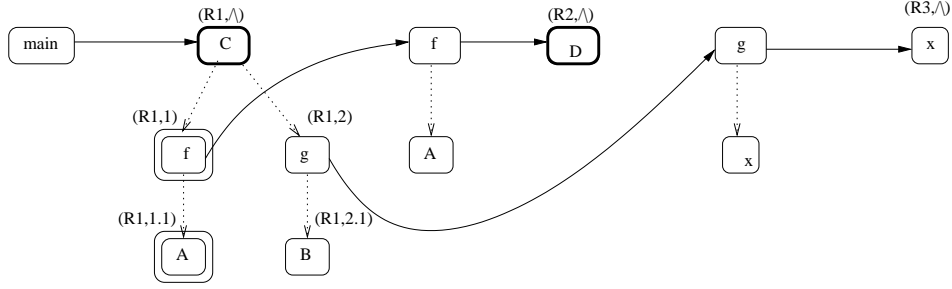 (R1,/\)
(R2,/\)
(R3,/\)
main
C
f
D
g
x
(R1,1)
(R1,2)
f
g
A
x
(R1,1.1)
(R1,2.1)
A
B